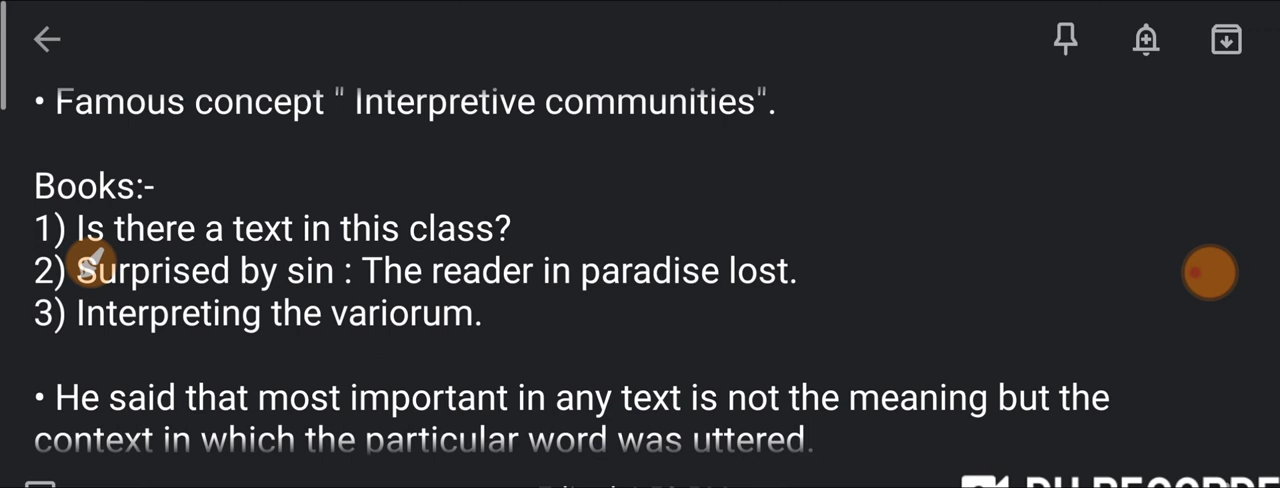 • Famous concept " Interpretive communities".
Books:-
1) Is there a text in this class?
2) Surprised by sin : The reader in paradise lost.
3) Interpreting the variorum.
• He said that most important in any text is not the meaning but the
context in which the particular word was uttered.